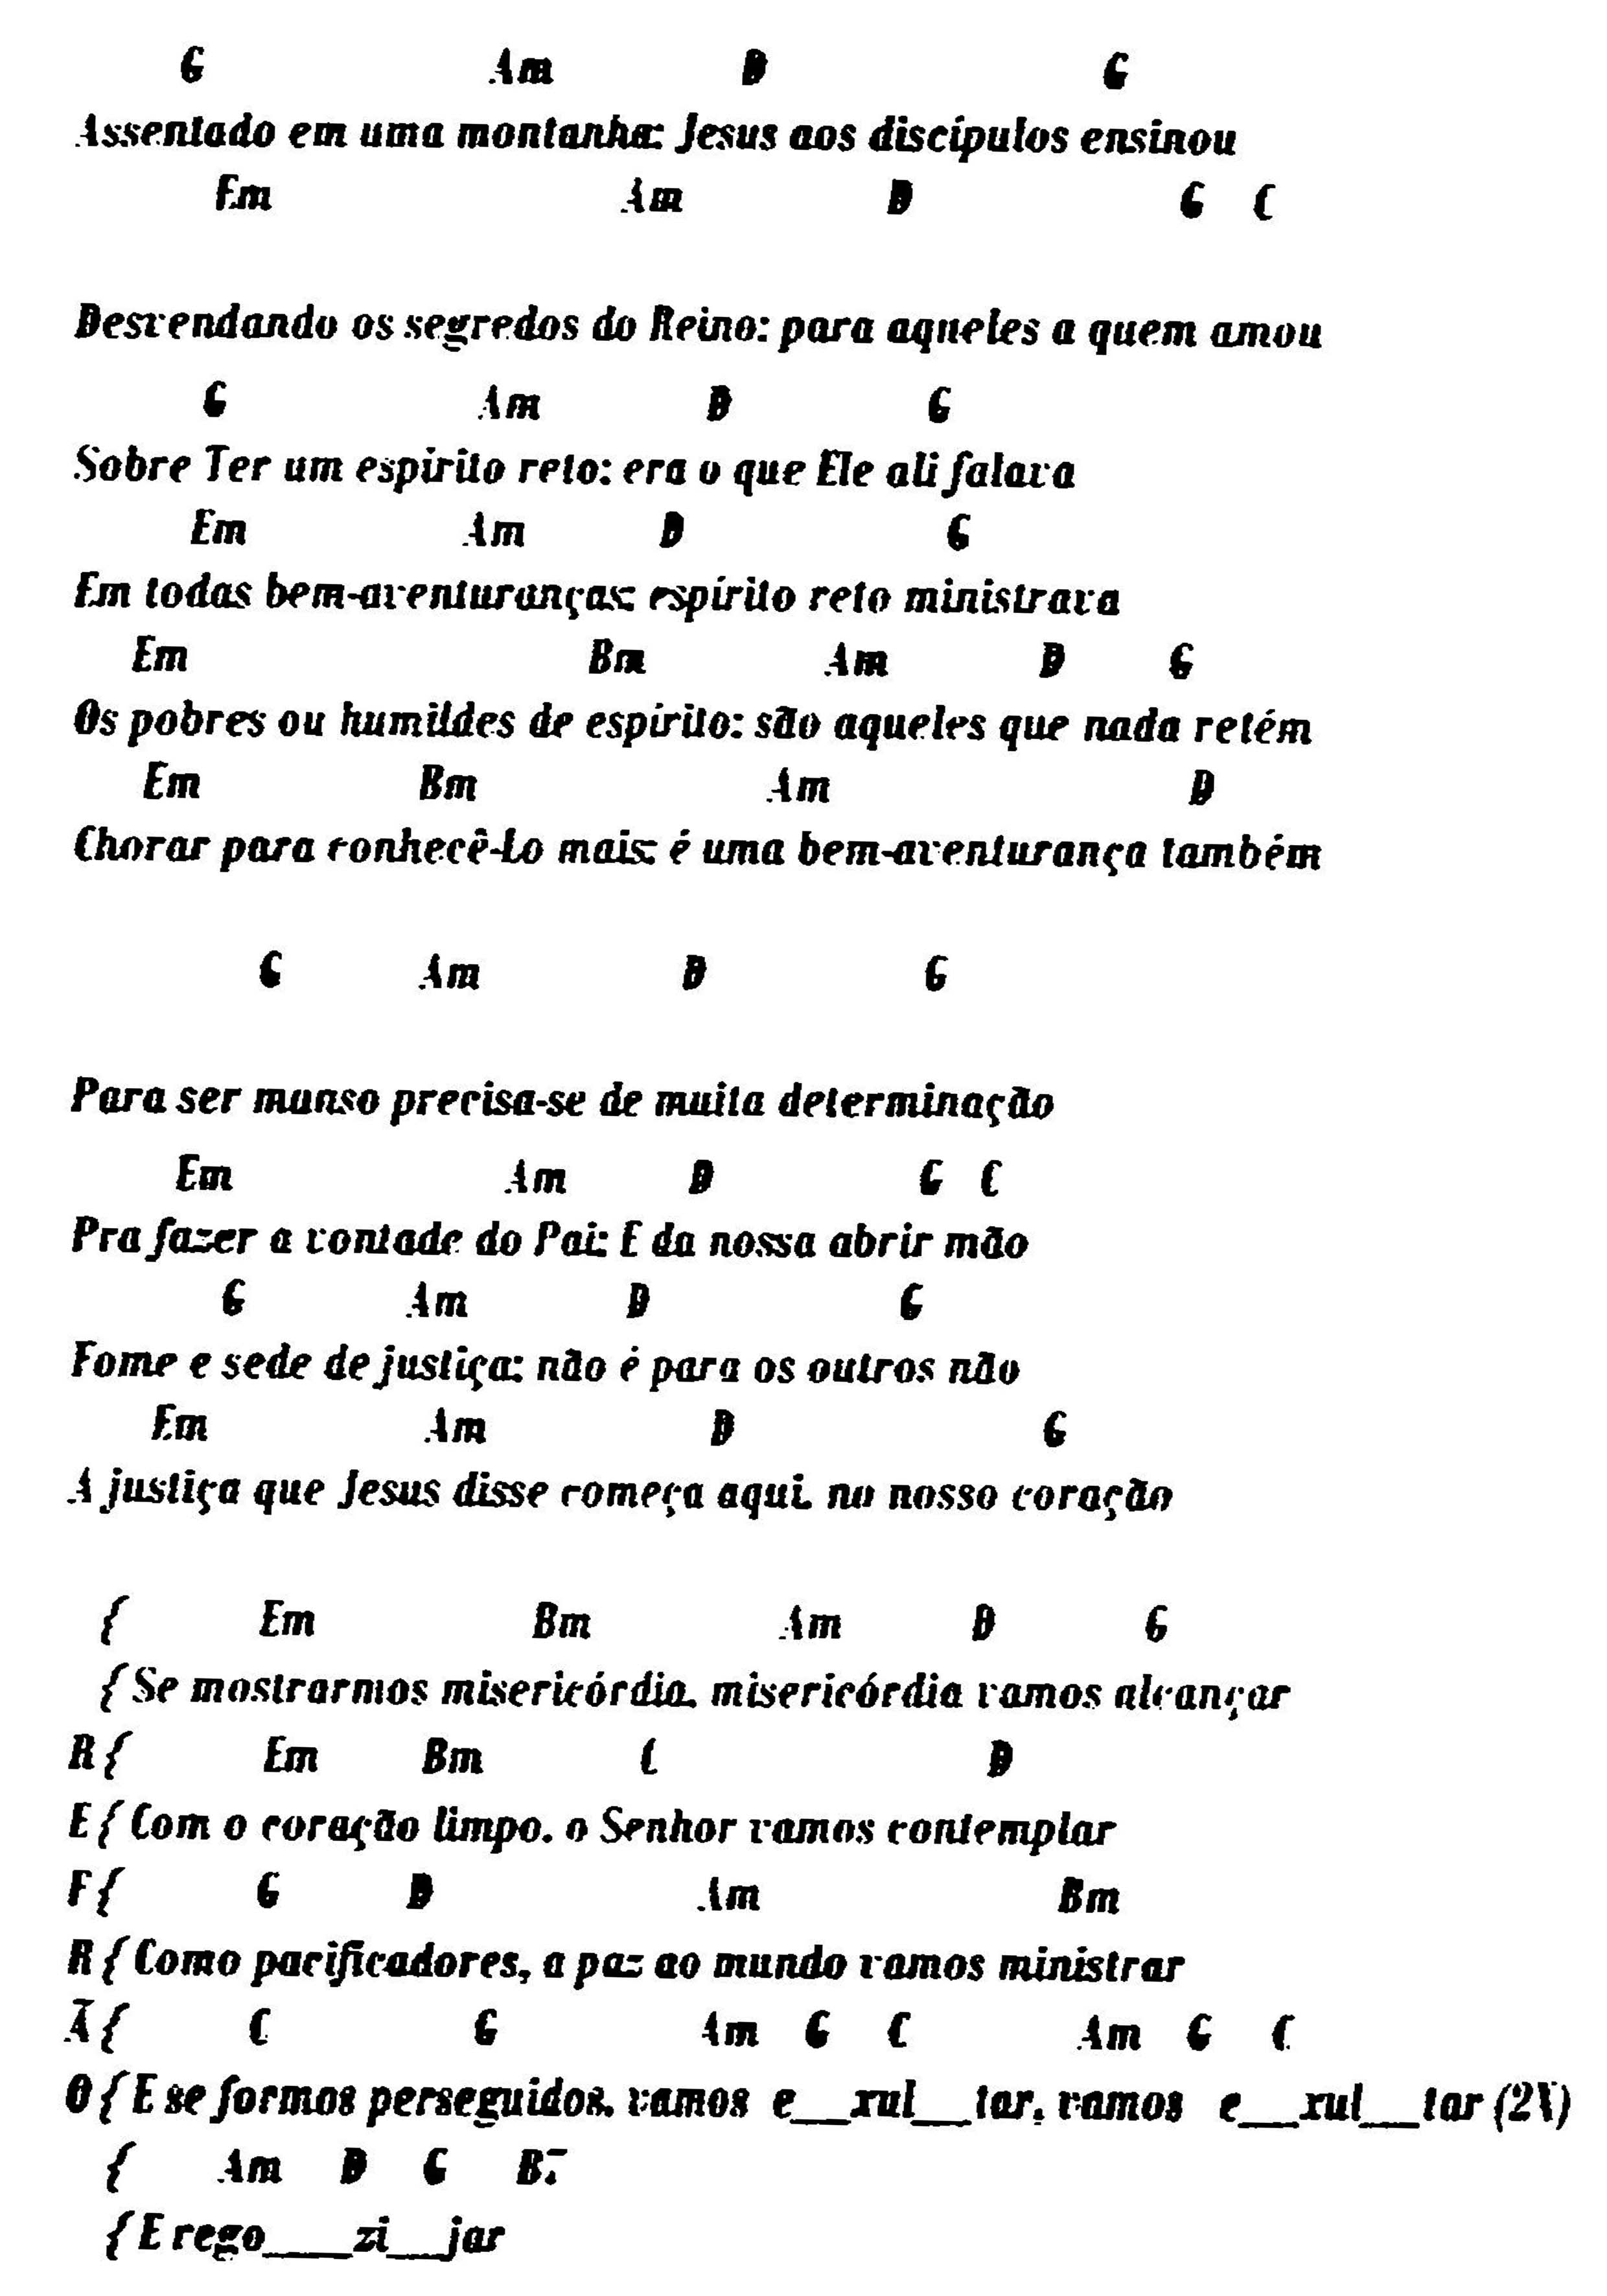 G Am D G
Assentado em uma montanha: Jesus aos discípulos ensinou
Em Am D G C
Desvendando os segredos do Reino: para aqueles a quem amou
G Am D G
Sobre Ter um espírito reto: era o que Ele ali falava
Em Am D G
Em todas bem-aventuranças: espírito reto ministrava
Em Bm Am D G
Os pobres ou humildes de espírito: são aqueles que nada retém
Em Bm Am D
Chorar para conhecê-Lo mais: é uma bem-aventurança também
G Am D G
Para ser manso precisa-se de muita determinação
Em Am D G C
Pra fazer a vontade do Pai: E da nossa abrir mão
G Am D G
Fome e sede de justiça: não é para os outros não
Em Am D G
A justiça que Jesus disse começa aqui, no nosso coração
{ Em Bm Am D G
{ Se mostrarmos misericórdia, misericórdia vamos alcançar
R { Em Bm C D
E { Com o coração limpo, o Senhor vamos contemplar
F { G D Am Bm
R { Como pacificadores, a paz ao mundo vamos ministrar
Ã { C G Am G C Am G C
O { E se formos perseguidos, vamos e__xul__tar, vamos e__xul__tar (2X)
{ Am D G B7
{ E rego___zi__jar